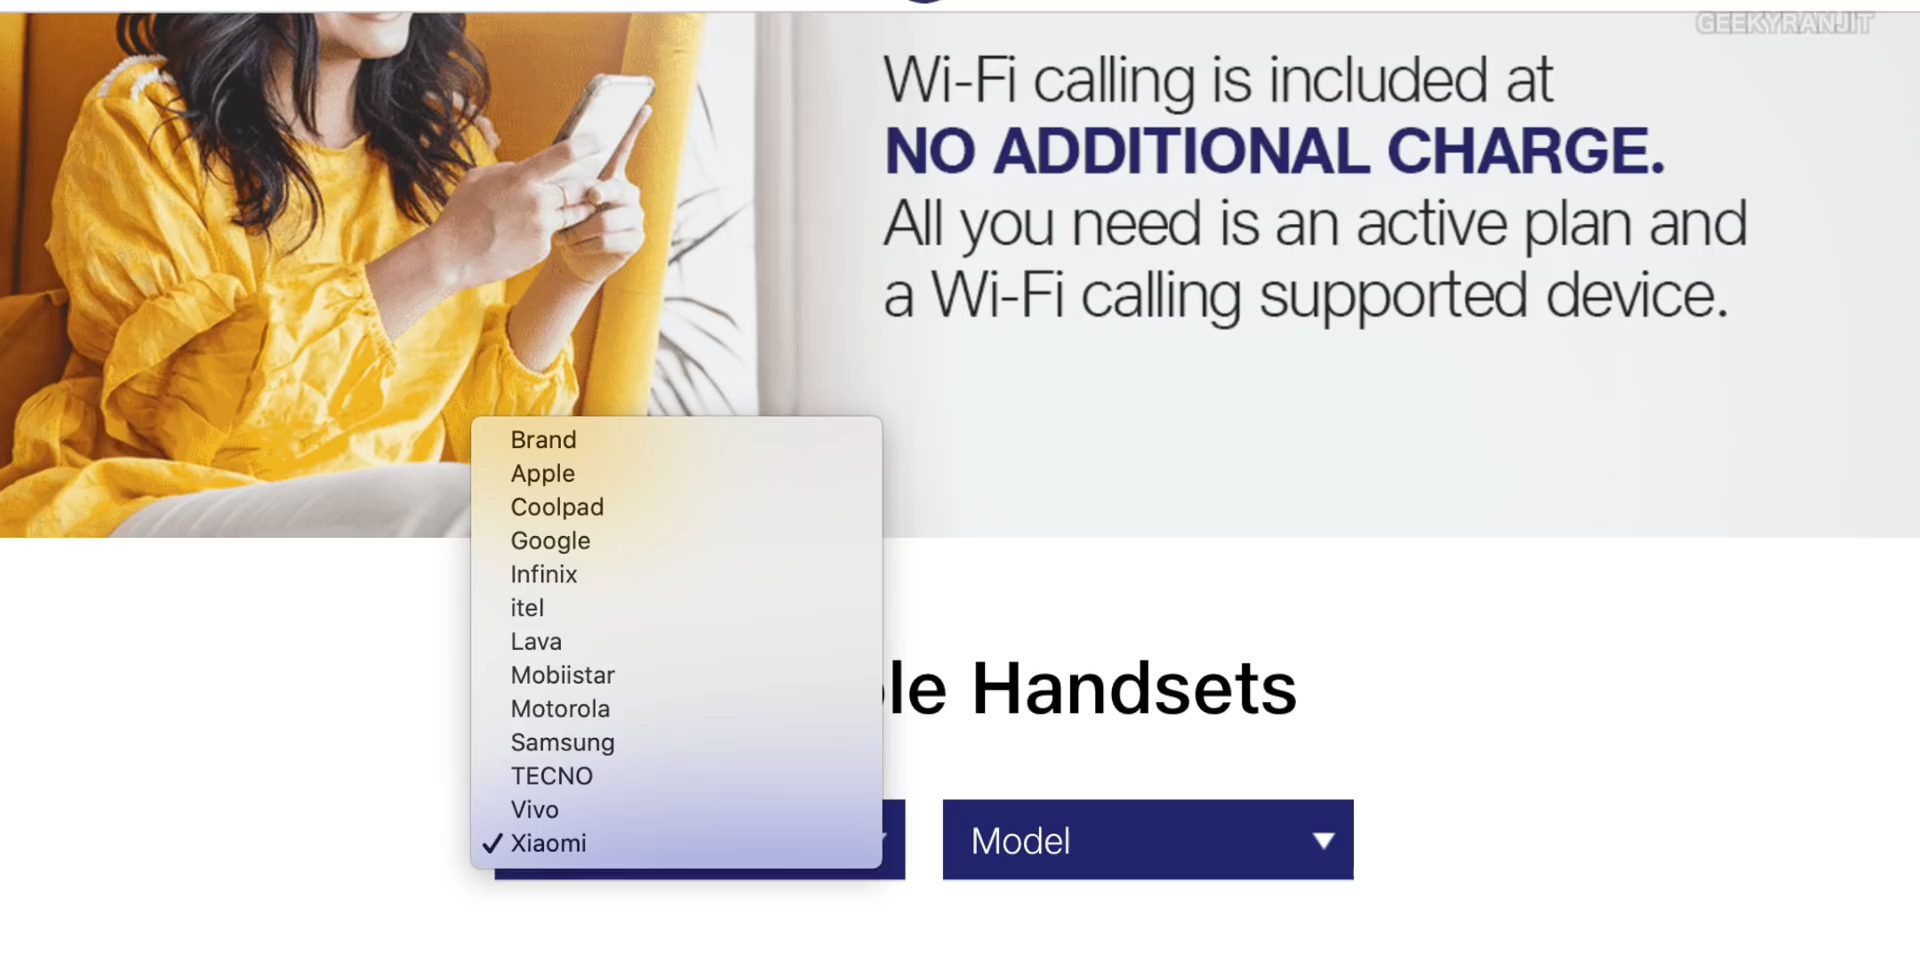 GEEKYRANJIT
Wi-Fi calling is included at
NO ADDITIONAL CHARGE.
All you need is an active plan and
a Wi-Fi calling supported device.
Brand
Apple
Coolpad
Google
Infinix
itel
Lava
Mobiistar
Motorola
Samsung
TECNO
Vivo
✓ Xiaomi
Handsets
Model